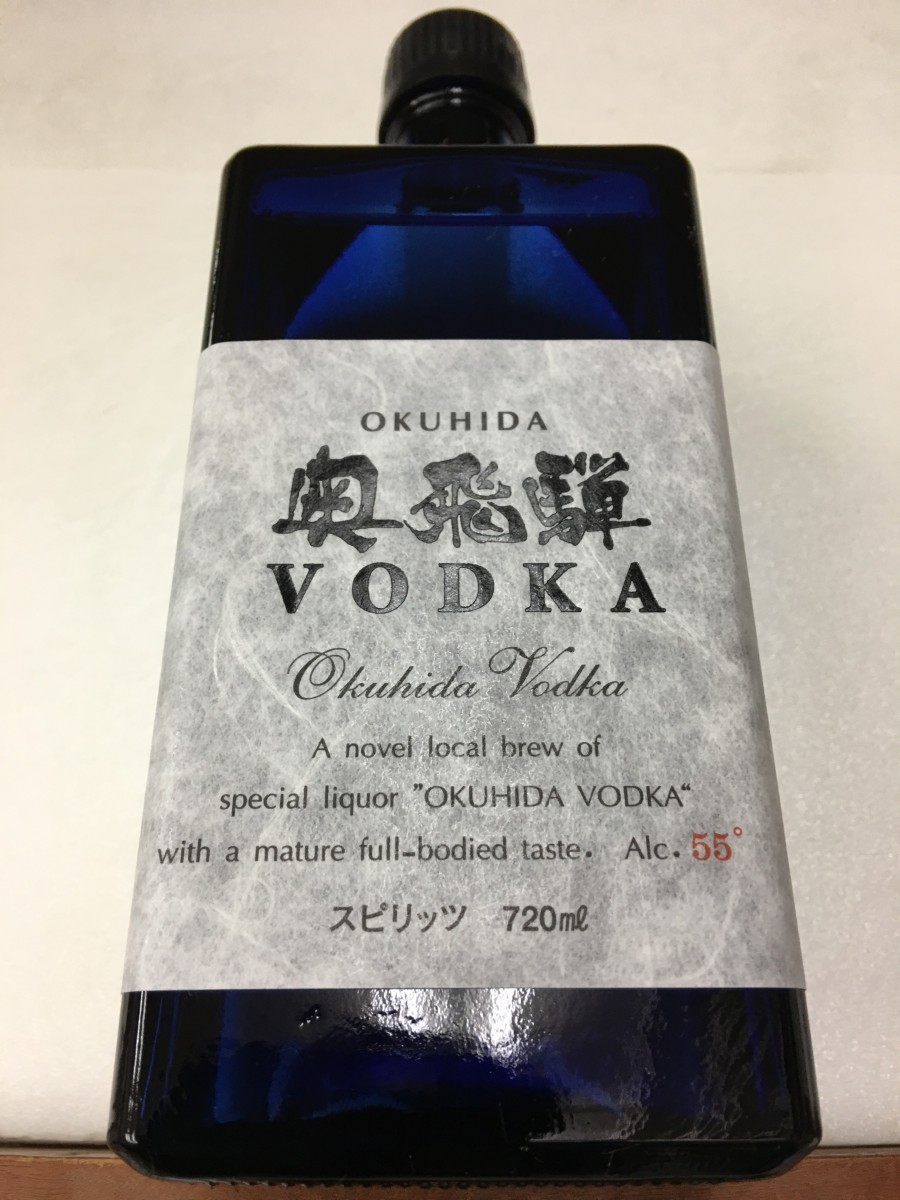 OKUHIDA
奥飛騨
VODKA
Okuhida Vodka
A novel local brew of
special liquor ”OKUHIDA VODKA“
with a mature full-bodied taste. Alc. 55°
スピリッツ 720㎖